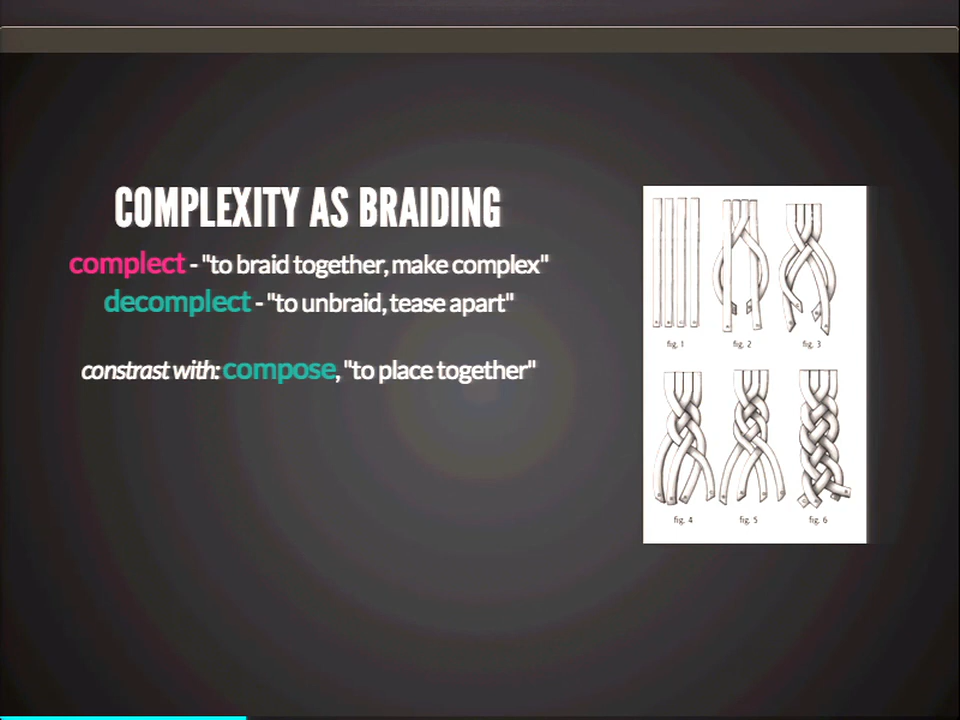 COMPLEXITY AS BRAIDING
complect - "to braid together, make complex"
decomplect - "to unbraid, tease apart"
constrast with: compose, "to place together"
fig. 1 fig. 2 fig. 3
fig. 4 fig. 5 fig. 6